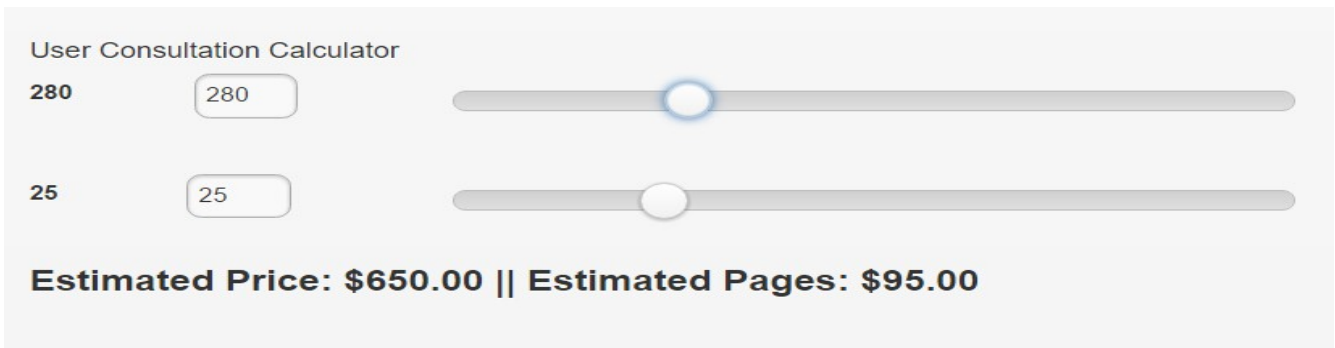 User Consultation Calculator
280 280
25 25
Estimated Price: $650.00 || Estimated Pages: $95.00